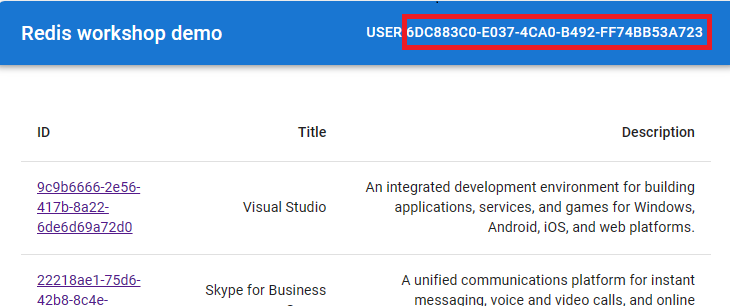 Redis workshop demo
USER 6DC883C0-E037-4CA0-B492-FF74BB53A723
ID Title Description
9c9b6666-2e56-
417b-8a22-
6de6d69a72d0
Visual Studio
An integrated development environment for building
applications, services, and games for Windows,
Android, iOS, and web platforms.
22218ae1-75d6-
42b8-8c4e-
Skype for Business
A unified communications platform for instant
messaging, voice and video calls, and online